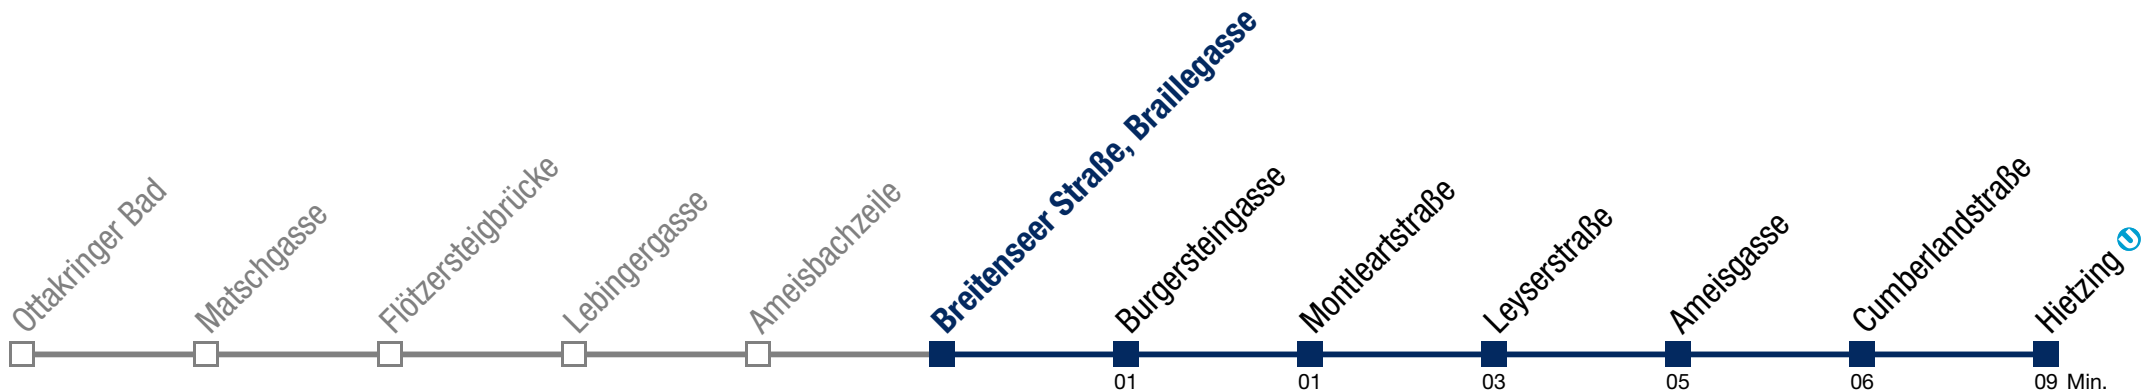 Ottakringer Bad
Matschgasse
Flötzersteigbrücke
Lebingergasse
Ameisbachzeile
Breitenseer Straße, Braillegasse
Burgersteingasse
Montleartstraße
Leyserstraße
Ameisgasse
Cumberlandstraße
Hietzing U
01 01 03 05 06 09 Min.